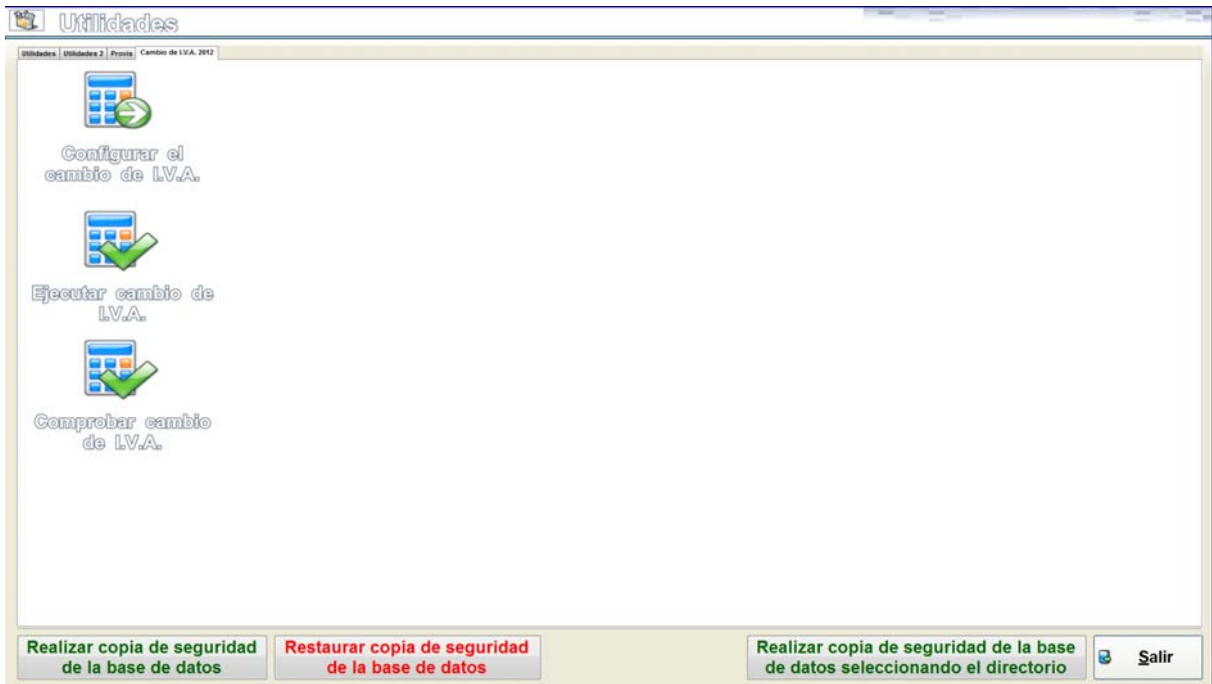 Utilidades
Utilidades Utilidades 2 Provis Cambio de I.V.A. 2012
Configurar el
cambio de I.V.A.
Ejecutar cambio de
I.V.A.
Comprobar cambio
de I.V.A.
Realizar copia de seguridad
de la base de datos
Restaurar copia de seguridad
de la base de datos
Realizar copia de seguridad de la base
de datos seleccionando el directorio
Salir